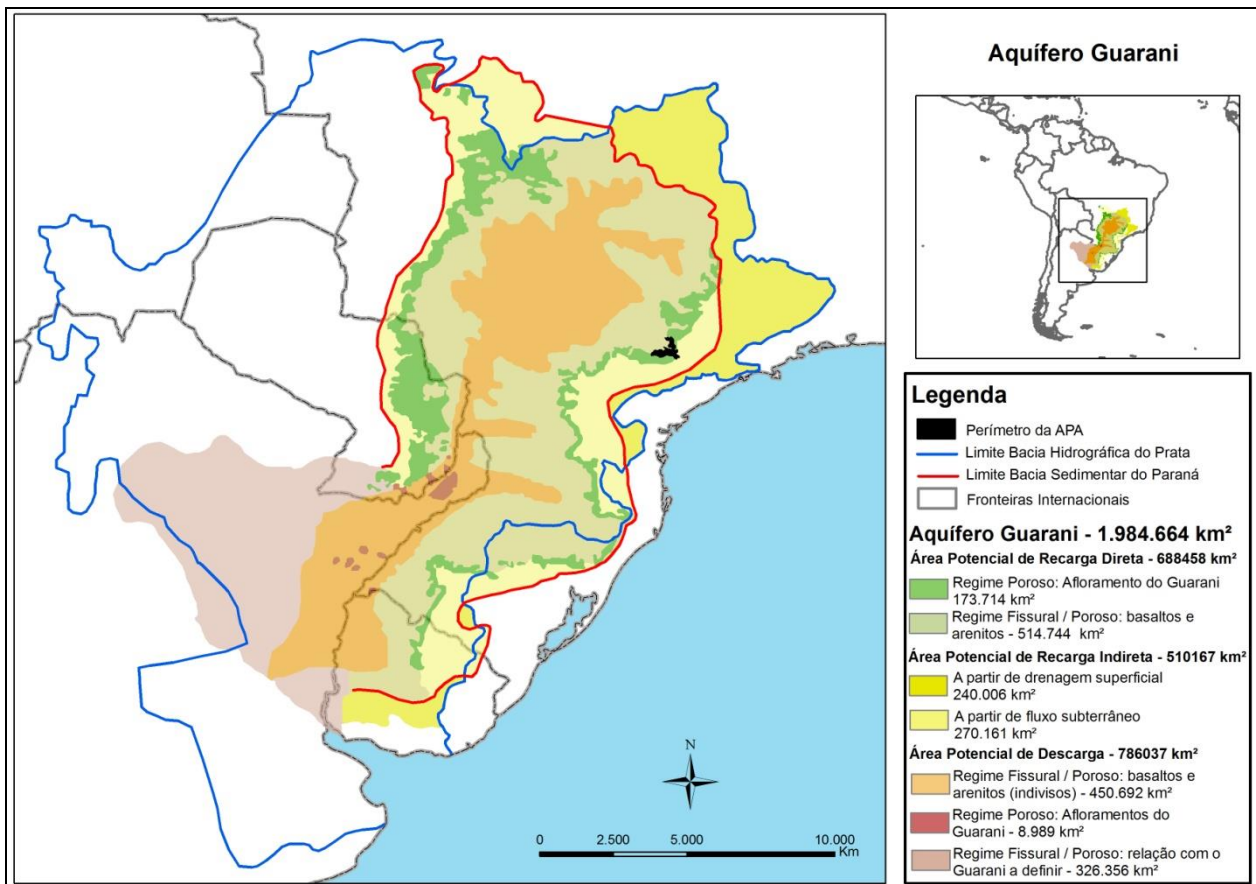 Aquífero Guarani
Legenda
Perímetro da APA
Limite Bacia Hidrográfica do Prata
Limite Bacia Sedimentar do Paraná
Fronteiras Internacionais
Aquífero Guarani - 1.984.664 km²
Área Potencial de Recarga Direta - 688458 km²
Regime Poroso: Afloramento do Guarani
173.714 km²
Regime Fissural / Poroso: basaltos e
arenitos - 514.744 km²
Área Potencial de Recarga Indireta - 510167 km²
A partir de drenagem superficial
240.006 km²
A partir de fluxo subterrâneo
270.161 km²
Área Potencial de Descarga - 786037 km²
Regime Fissural / Poroso: basaltos e
arenitos (indivisos) - 450.692 km²
Regime Poroso: Afloramentos do
Guarani - 8.989 km²
Regime Fissural / Poroso: relação com o
Guarani a definir - 326.356 km²
N
0 2.500 5.000 10.000
Km